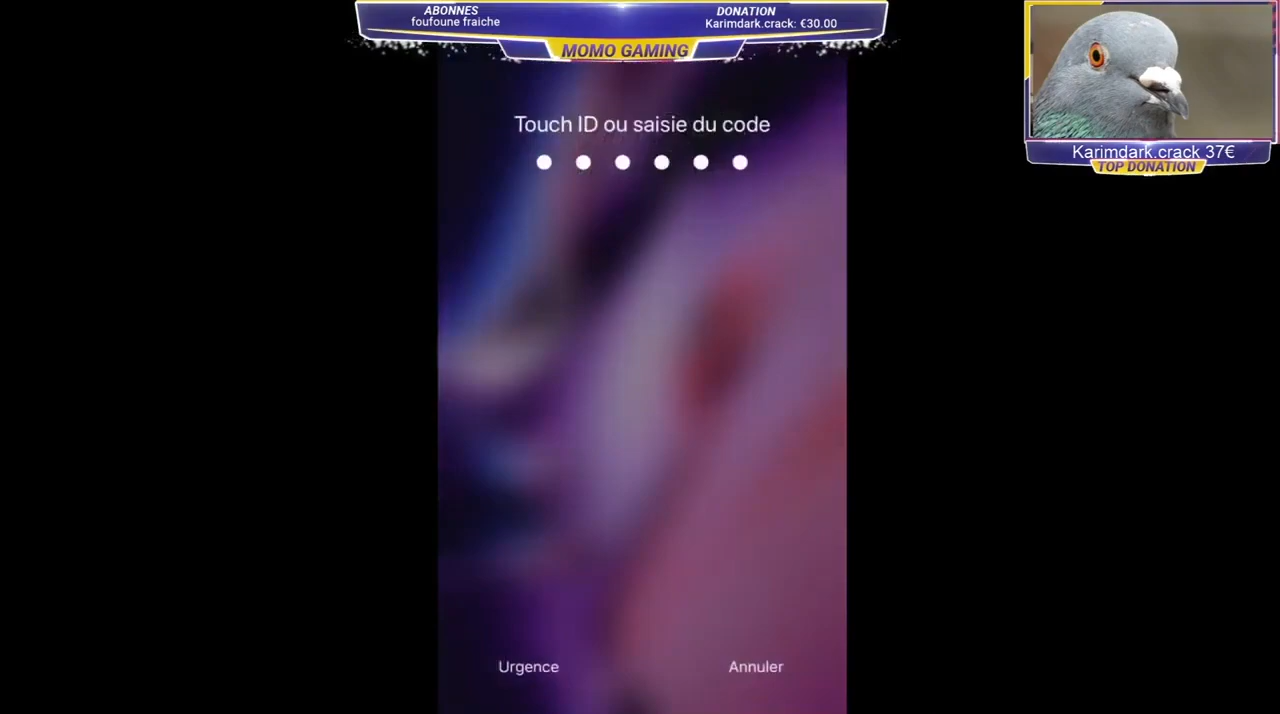 ABONNES
foufoune fraiche
DONATION
Karimdark.crack: €30.00
MOMO GAMING
Karimdark.crack 37€
TOP DONATION
Touch ID ou saisie du code
Urgence
Annuler